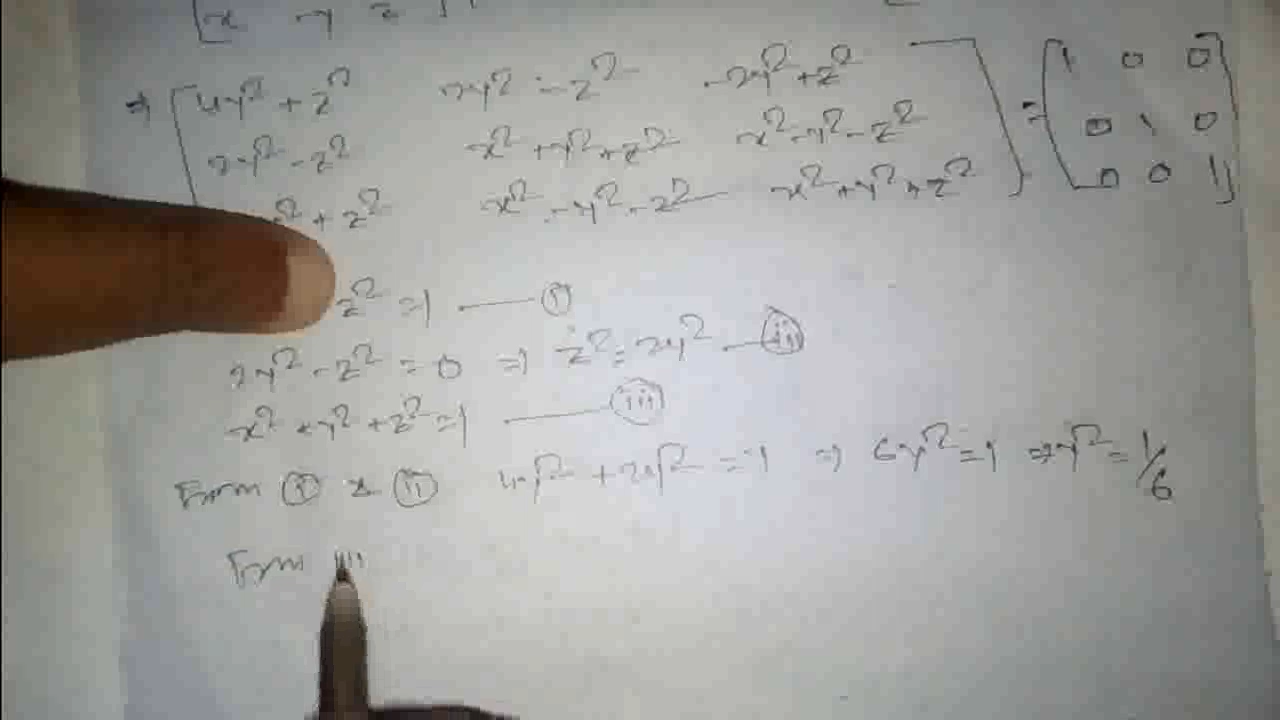 [x -y z]
⇒ [4y² + z² 2y² - z² -2y² + z²] = [1 0 0]
2y² - z² x² + y² + z² x² - y² - z² 0 1 0
² + z² x² - y² - z² x² + y² + z² 0 0 1]
z² = 1 — (i)
2y² - z² = 0 ⇒ z² = 2y² — (ii)
x² + y² + z² = 1 — (iii)
From (i) & (ii) 4y² + 2y² = 1 ⇒ 6y² = 1 ⇒ y² = 1/6
From iii